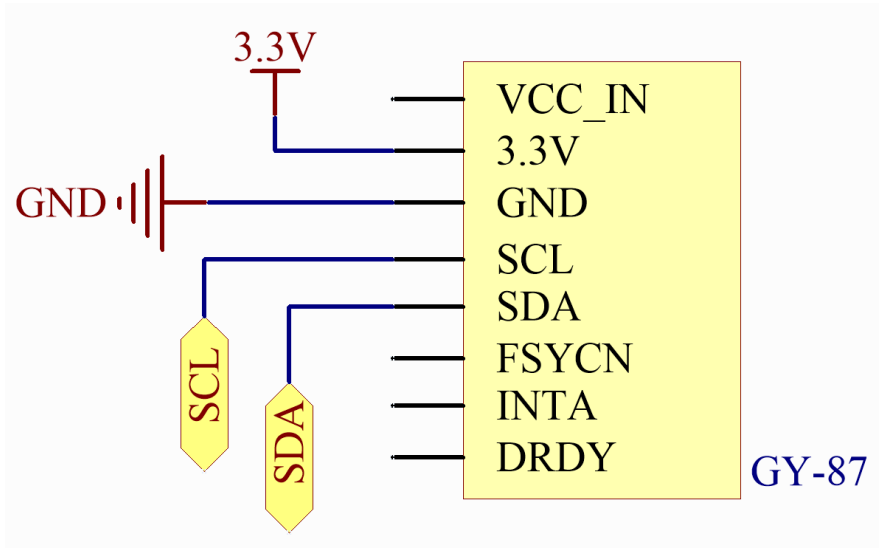 3.3V
VCC_IN
3.3V
GND
GND
SCL
SDA
FSYCN
INTA
DRDY
SCL
SDA
GY-87